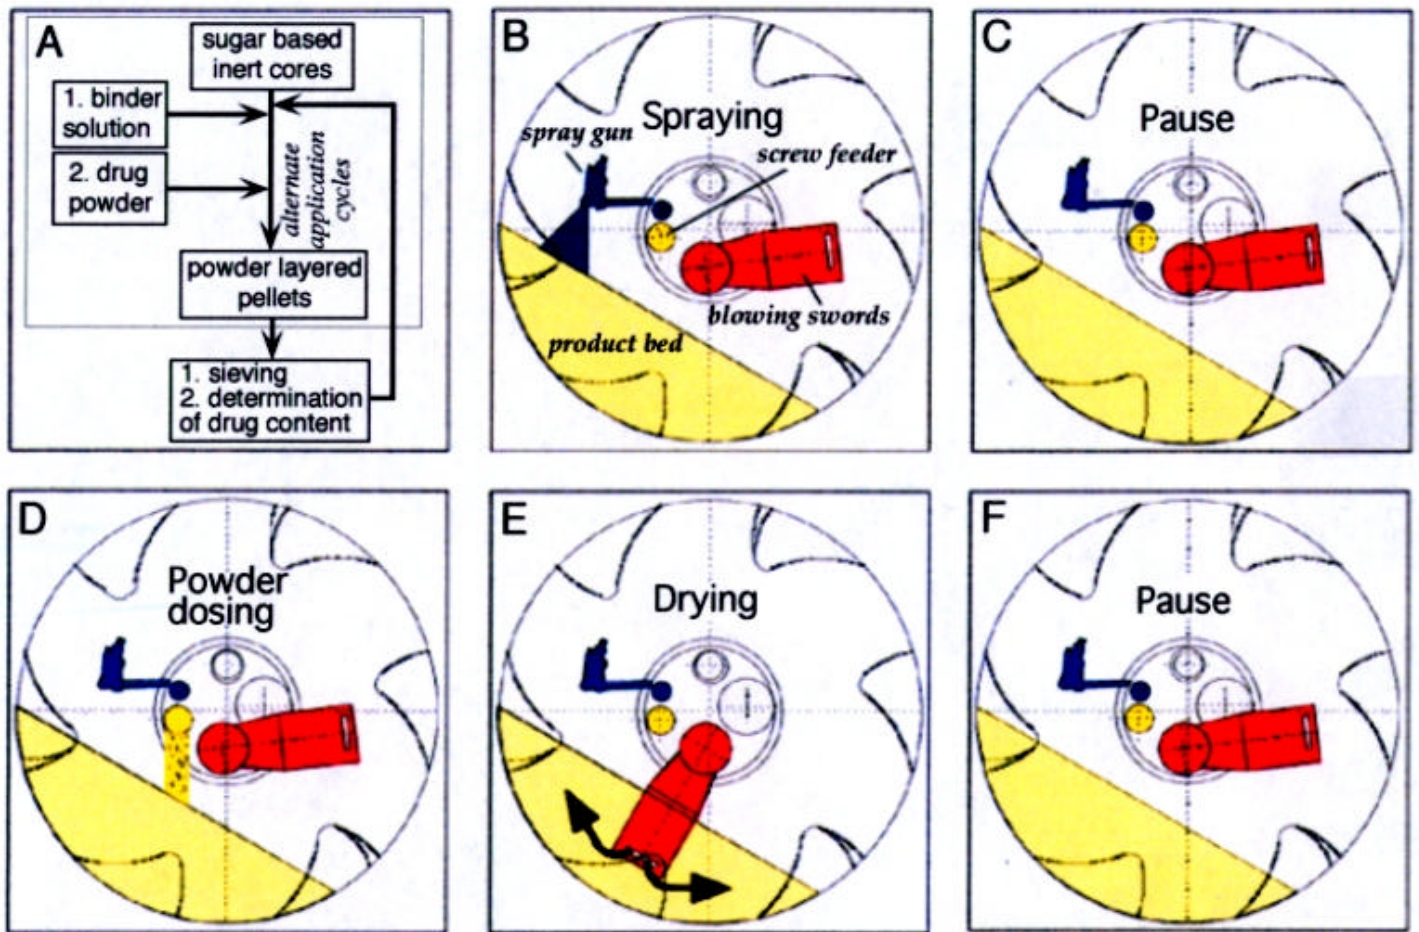 A
sugar based
inert cores
1. binder
solution
2. drug
powder
alternate
application
cycles
powder layered
pellets
1. sieving
2. determination
of drug content
B
Spraying
spray gun
screw feeder
blowing swords
product bed
C
Pause
D
Powder
dosing
E
Drying
F
Pause